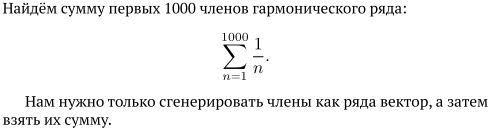 Найдём сумму первых 1000 членов гармонического ряда:
1000
∑ 1/n.
n=1
Нам нужно только сгенерировать члены как ряда вектор, а затем
взять их сумму.